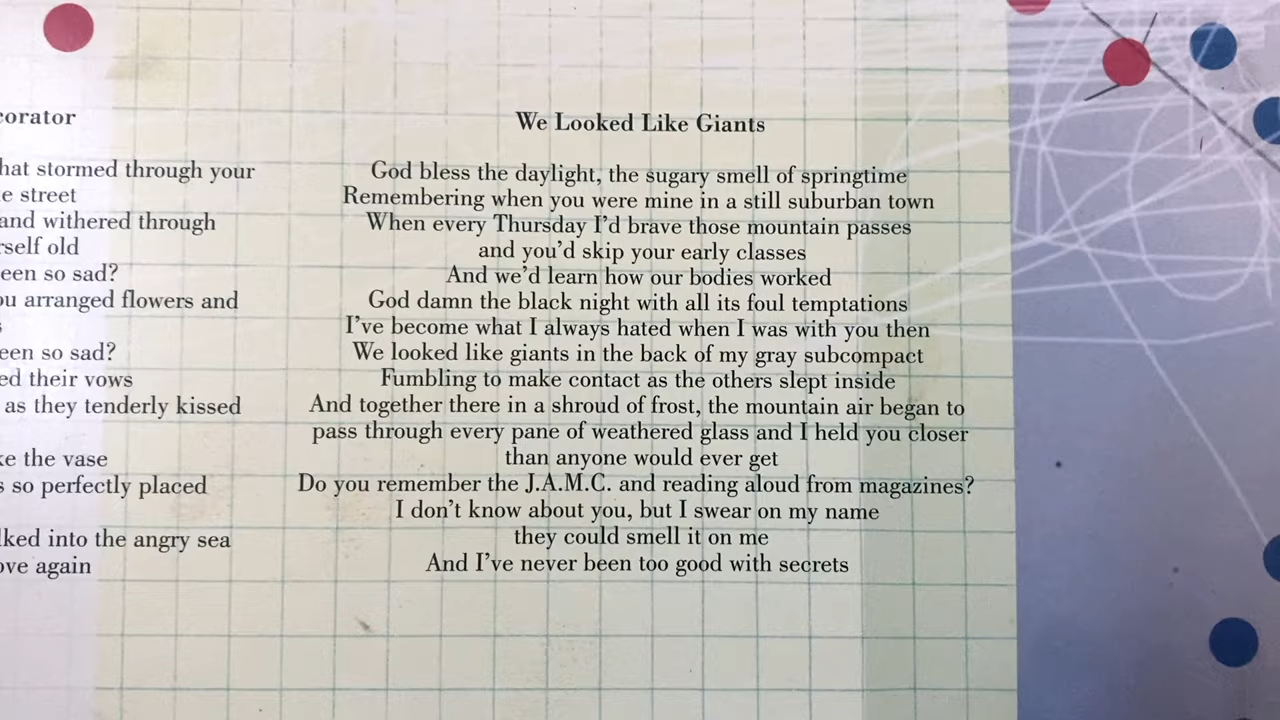 corator
hat stormed through your
e street
and withered through
rself old
een so sad?
ou arranged flowers and
s
een so sad?
ed their vows
as they tenderly kissed
ke the vase
s so perfectly placed
lked into the angry sea
ove again
We Looked Like Giants
God bless the daylight, the sugary smell of springtime
Remembering when you were mine in a still suburban town
When every Thursday I'd brave those mountain passes
and you'd skip your early classes
And we'd learn how our bodies worked
God damn the black night with all its foul temptations
I've become what I always hated when I was with you then
We looked like giants in the back of my gray subcompact
Fumbling to make contact as the others slept inside
And together there in a shroud of frost, the mountain air began to
pass through every pane of weathered glass and I held you closer
than anyone would ever get
Do you remember the J.A.M.C. and reading aloud from magazines?
I don't know about you, but I swear on my name
they could smell it on me
And I've never been too good with secrets